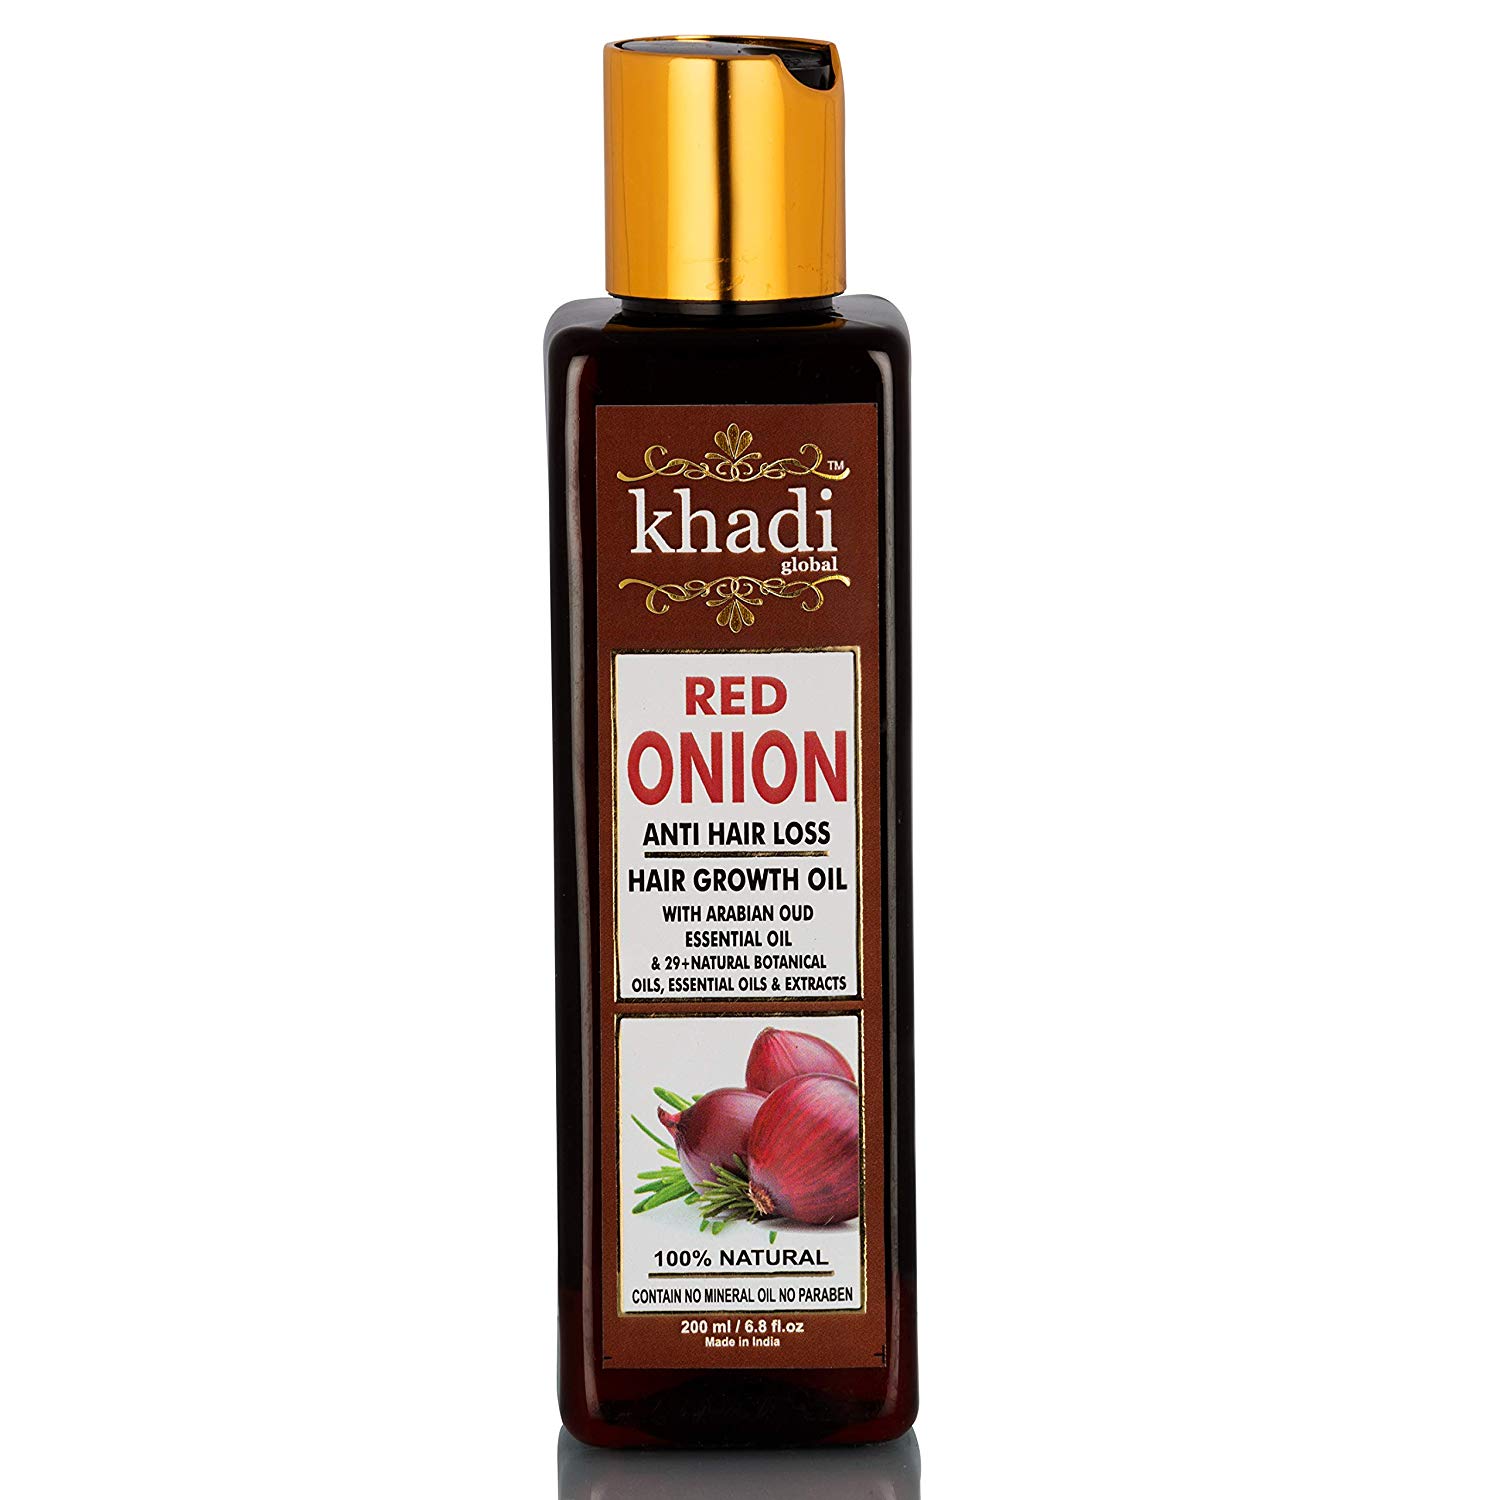 TM
khadi
global
RED
ONION
ANTI HAIR LOSS
HAIR GROWTH OIL
WITH ARABIAN OUD
ESSENTIAL OIL
& 29+NATURAL BOTANICAL
OILS, ESSENTIAL OILS & EXTRACTS
100% NATURAL
CONTAIN NO MINERAL OIL NO PARABEN
200 ml / 6.8 fl.oz
Made in India